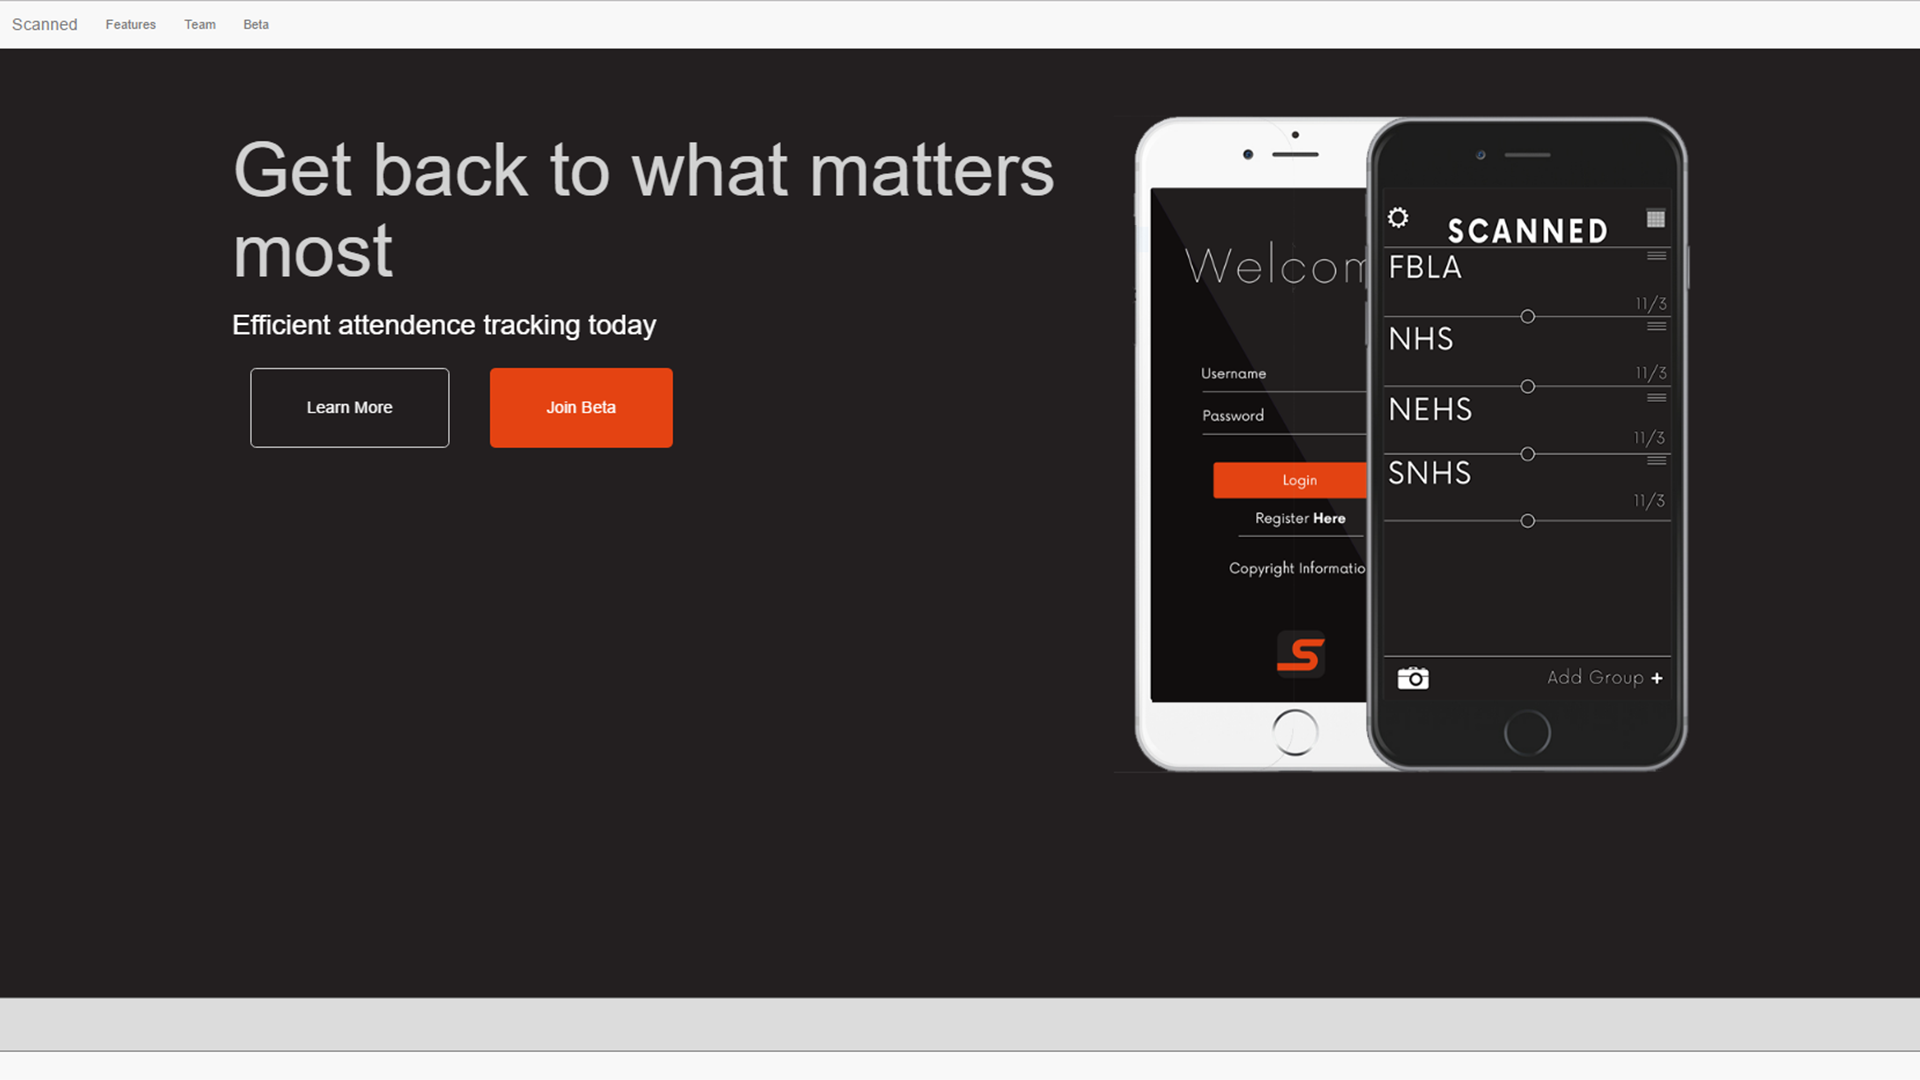 Scanned Features Team Beta
Get back to what matters
most
Efficient attendence tracking today
Learn More Join Beta
Welcom
Username
Password
Login
Register Here
Copyright Informatio
S
SCANNED
FBLA
11/3
NHS
11/3
NEHS
11/3
SNHS
11/3
Add Group +